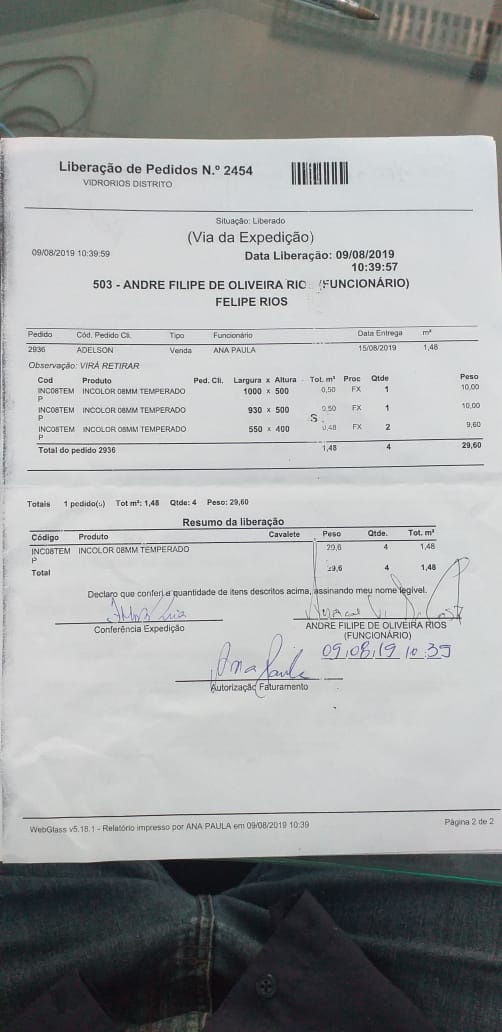 Liberação de Pedidos N.º 2454
VIDRORIOS DISTRITO
Situação: Liberado
(Via da Expedição)
09/08/2019 10:39:59
Data Liberação: 09/08/2019
10:39:57
503 - ANDRE FILIPE DE OLIVEIRA RIOS (FUNCIONÁRIO)
FELIPE RIOS
Pedido Cód. Pedido Cli. Tipo Funcionário Data Entrega m²
2936 ADELSON Venda ANA PAULA 15/08/2019 1,48
Observação: VIRÁ RETIRAR
Cod Produto Ped. Cli. Largura x Altura Tot. m² Proc Qtde Peso
INC08TEM INCOLOR 08MM TEMPERADO 1000 x 500 0,50 FX 1 10,00
P
INC08TEM INCOLOR 08MM TEMPERADO 930 x 500 0,50 FX 1 10,00
P
S
INC08TEM INCOLOR 08MM TEMPERADO 550 x 400 0,48 FX 2 9,60
P
Total do pedido 2936 1,48 4 29,60
Totais 1 pedido(s) Tot m²: 1,48 Qtde: 4 Peso: 29,60
Resumo da liberação
Código Produto Cavalete Peso Qtde. Tot. m²
INC08TEM INCOLOR 08MM TEMPERADO 29,6 4 1,48
P
Total 29,6 4 1,48
Declaro que conferi a quantidade de itens descritos acima, assinando meu nome legível.
Conferência Expedição
ANDRE FILIPE DE OLIVEIRA RIOS
(FUNCIONÁRIO)
09,08,19 10:39
Ana Paula
Autorização Faturamento
WebGlass v5.18.1 - Relatório impresso por ANA PAULA em 09/08/2019 10:39
Página 2 de 2